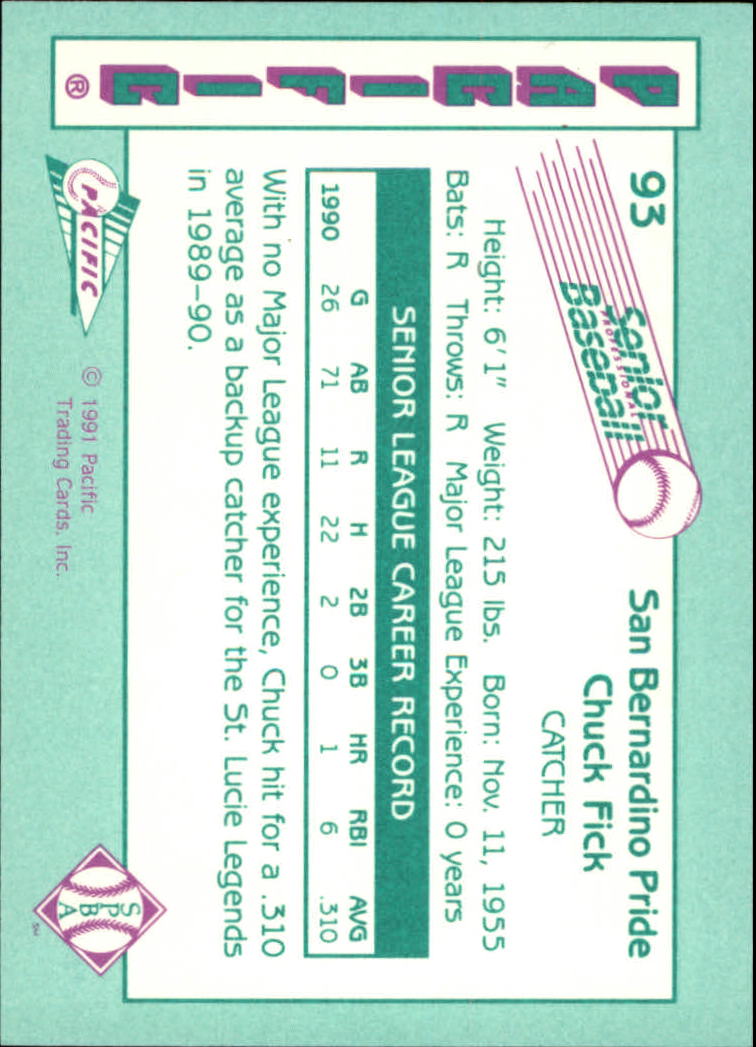 PACIFIC®
93
Senior
PROFESSIONAL
Baseball
San Bernardino Pride
Chuck Fick
CATCHER
Height: 6'1" Weight: 215 lbs. Born: Nov. 11, 1955
Bats: R Throws: R Major League Experience: 0 years
SENIOR LEAGUE CAREER RECORD
G AB R H 2B 3B HR RBI AVG
1990 26 71 11 22 2 0 1 6 .310
With no Major League experience, Chuck hit for a .310
average as a backup catcher for the St. Lucie Legends
in 1989–90.
PACIFIC
© 1991 Pacific
Trading Cards, Inc.
S
P B
A
SM